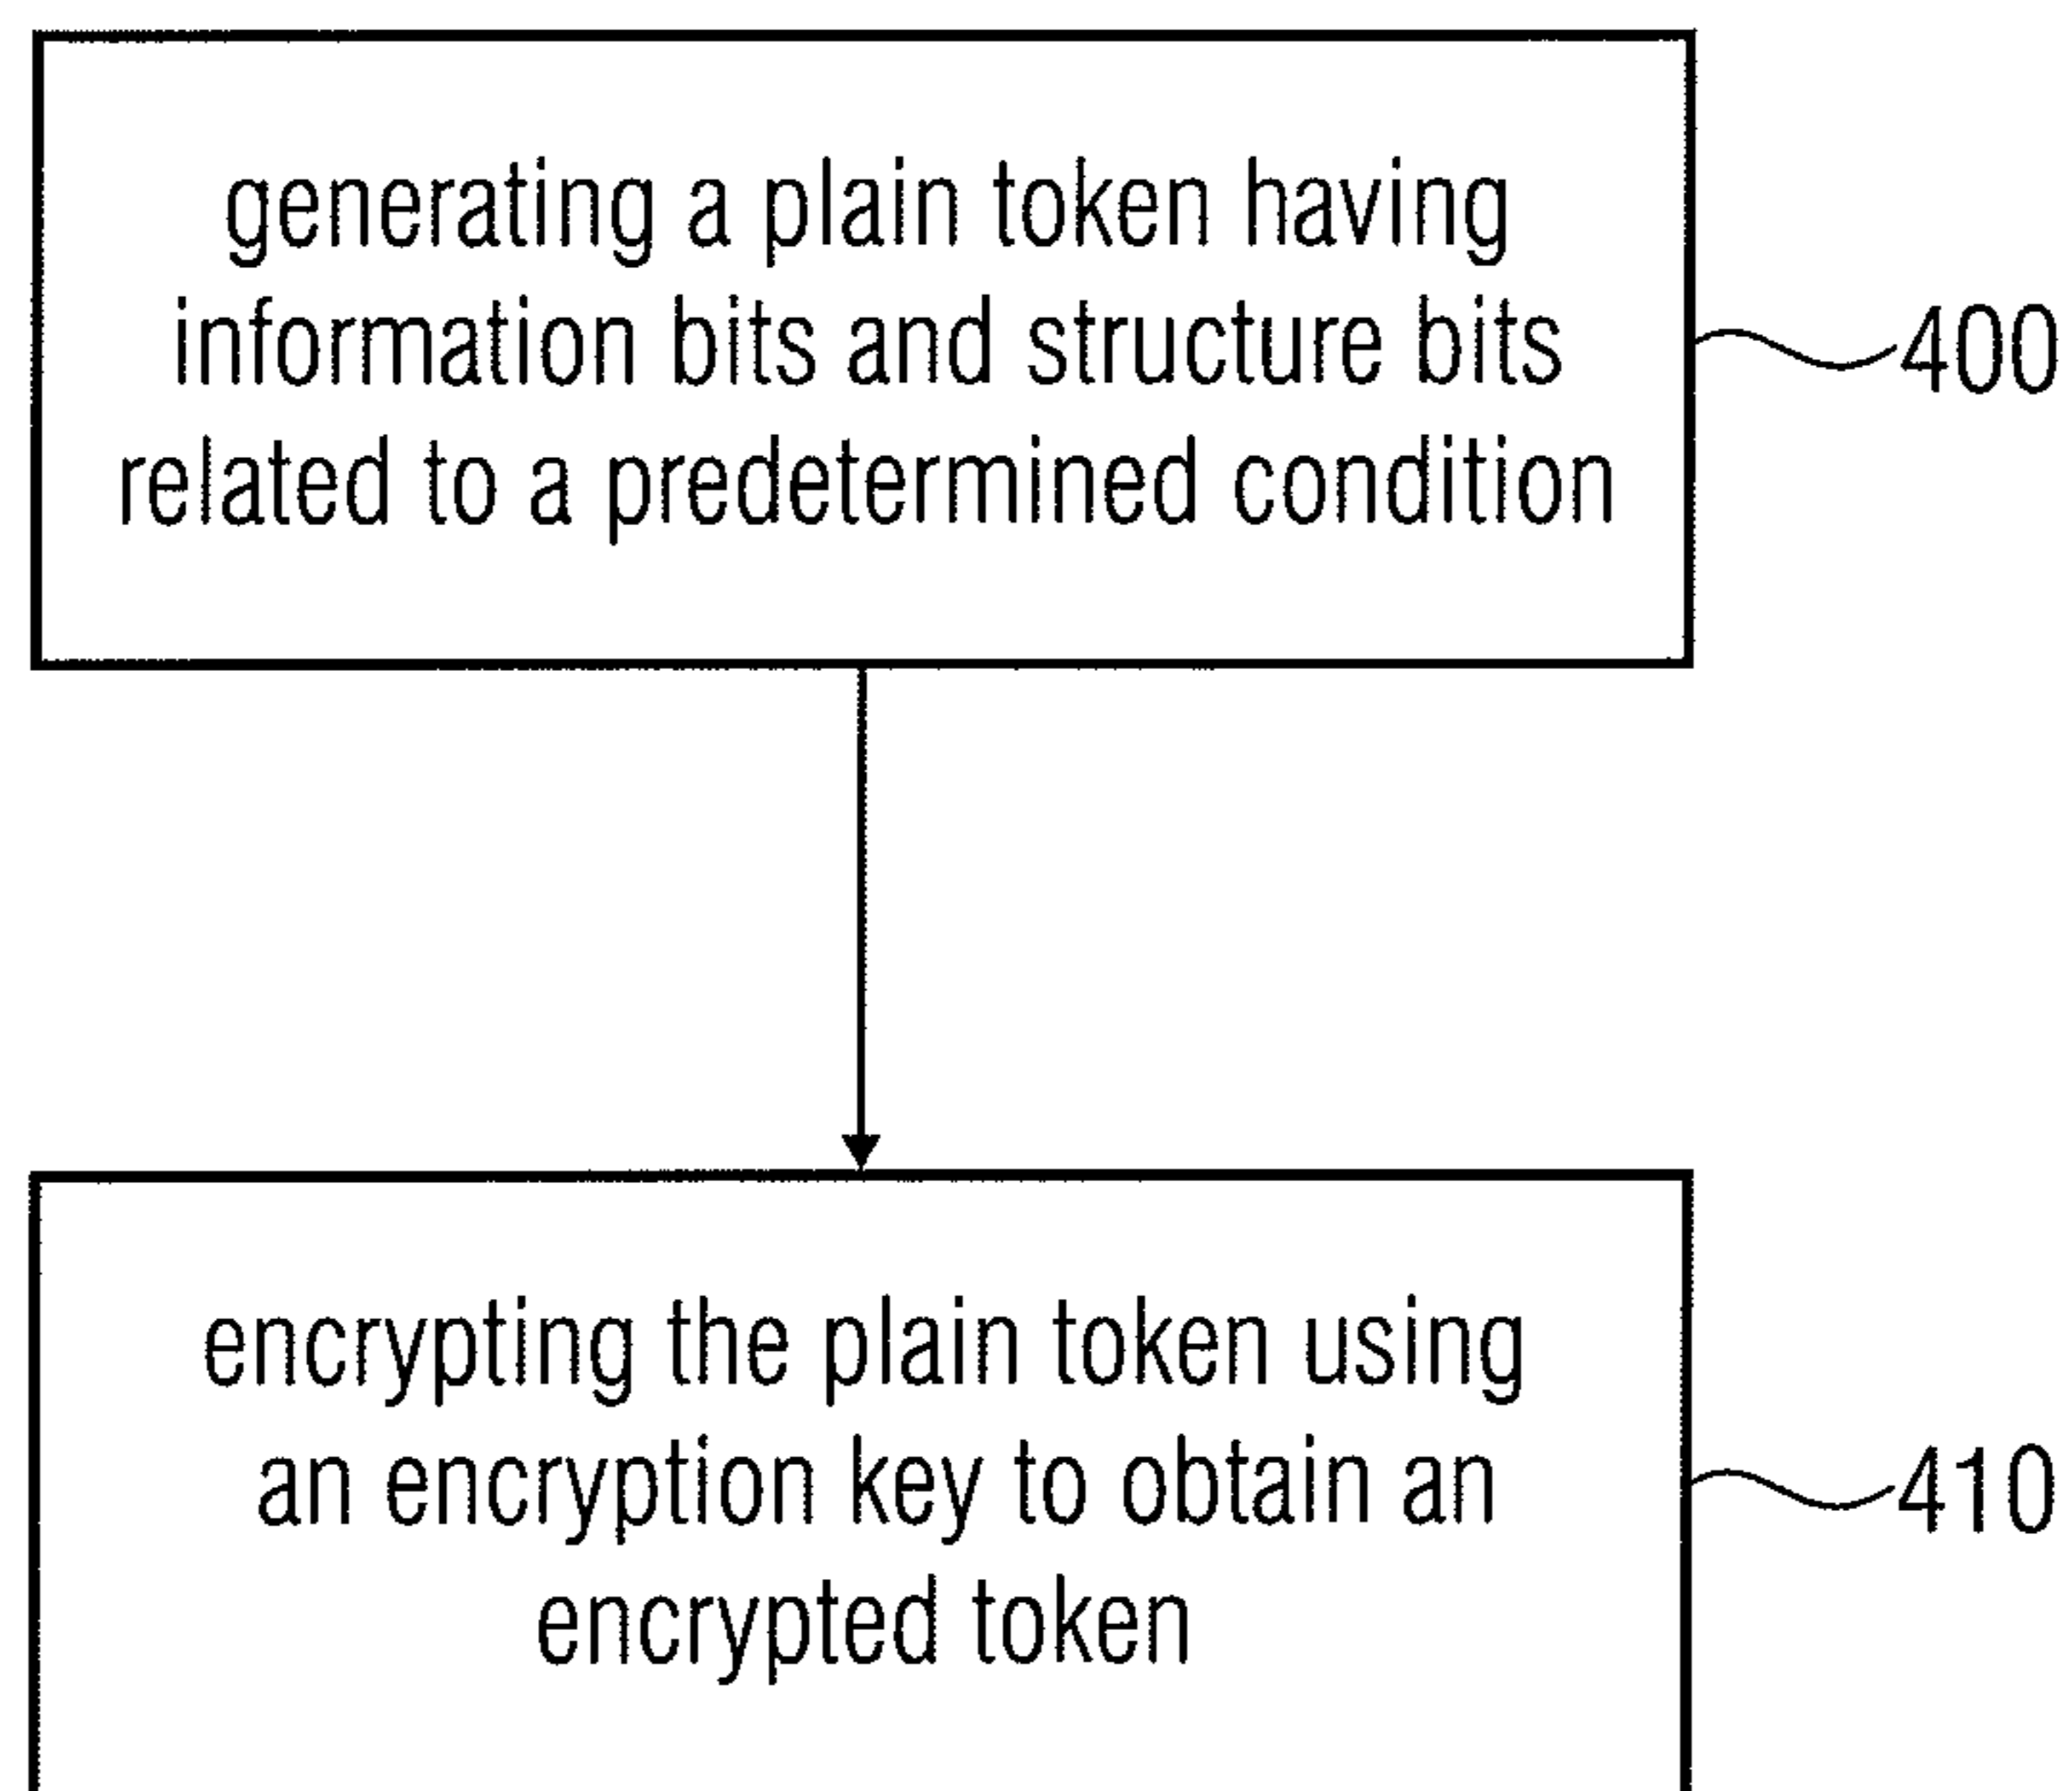 generating a plain token having
information bits and structure bits
related to a predetermined condition
400
encrypting the plain token using
an encryption key to obtain an
encrypted token
410